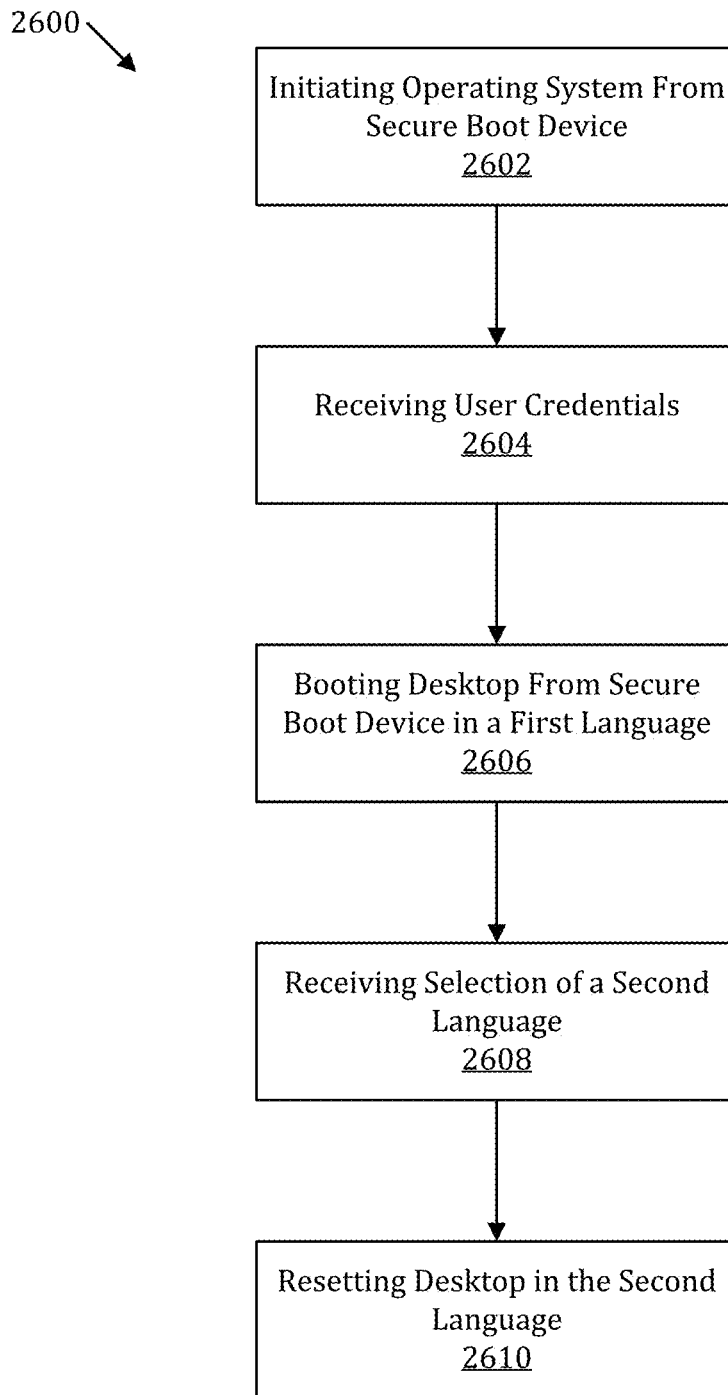 2600
Initiating Operating System From
Secure Boot Device
2602
Receiving User Credentials
2604
Booting Desktop From Secure
Boot Device in a First Language
2606
Receiving Selection of a Second
Language
2608
Resetting Desktop in the Second
Language
2610